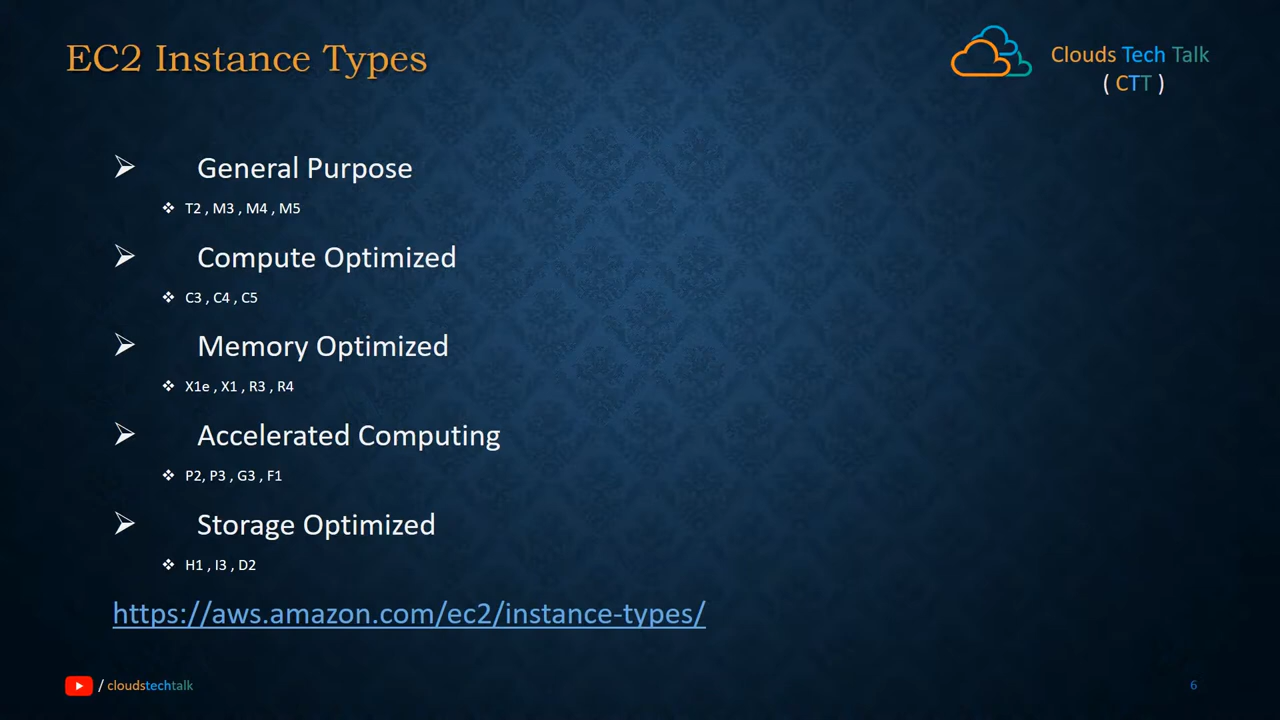 EC2 Instance Types
Clouds Tech Talk
( CTT )
General Purpose
T2 , M3 , M4 , M5
Compute Optimized
C3 , C4 , C5
Memory Optimized
X1e , X1 , R3 , R4
Accelerated Computing
P2, P3 , G3 , F1
Storage Optimized
H1 , I3 , D2
https://aws.amazon.com/ec2/instance-types/
/ cloudstechtalk
6